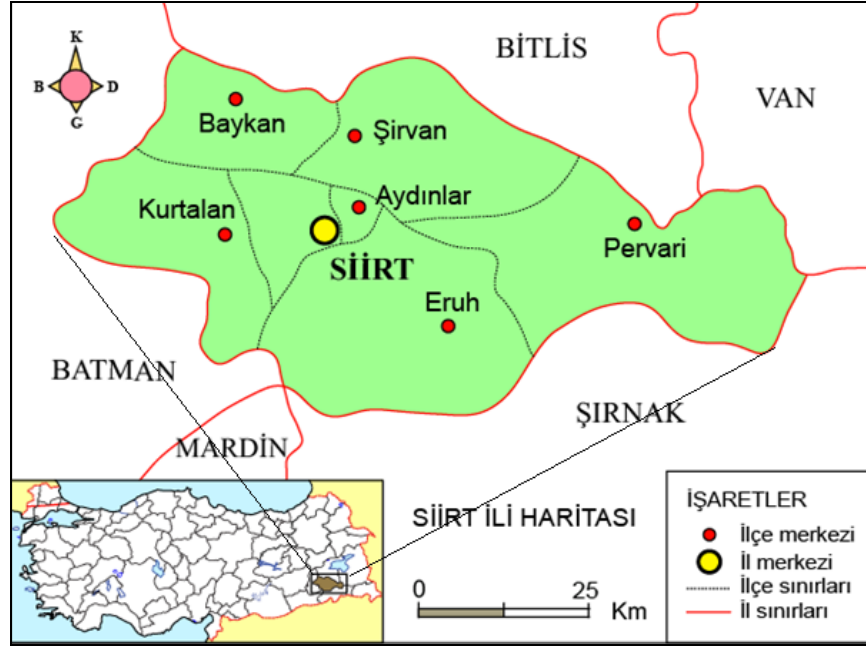 K
B D
G
BİTLİS
VAN
Baykan
Şirvan
Kurtalan
Aydınlar
Pervari
SİİRT
Eruh
BATMAN
ŞIRNAK
MARDİN
SİİRT İLİ HARİTASI
0 25
Km
İŞARETLER
İlçe merkezi
İl merkezi
İlçe sınırları
İl sınırları